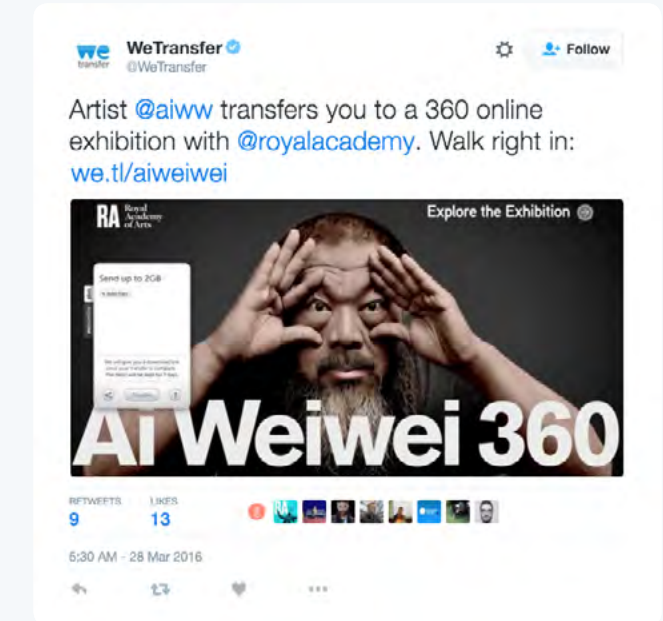 we
transfer
WeTransfer
@WeTransfer
Follow
Artist @aiww transfers you to a 360 online
exhibition with @royalacademy. Walk right in:
we.tl/aiweiwei
RA Royal
Academy
of Arts
Explore the Exhibition
Send up to 2GB
Ai Weiwei 360
RETWEETS LIKES
9 13
6:30 AM - 28 Mar 2016